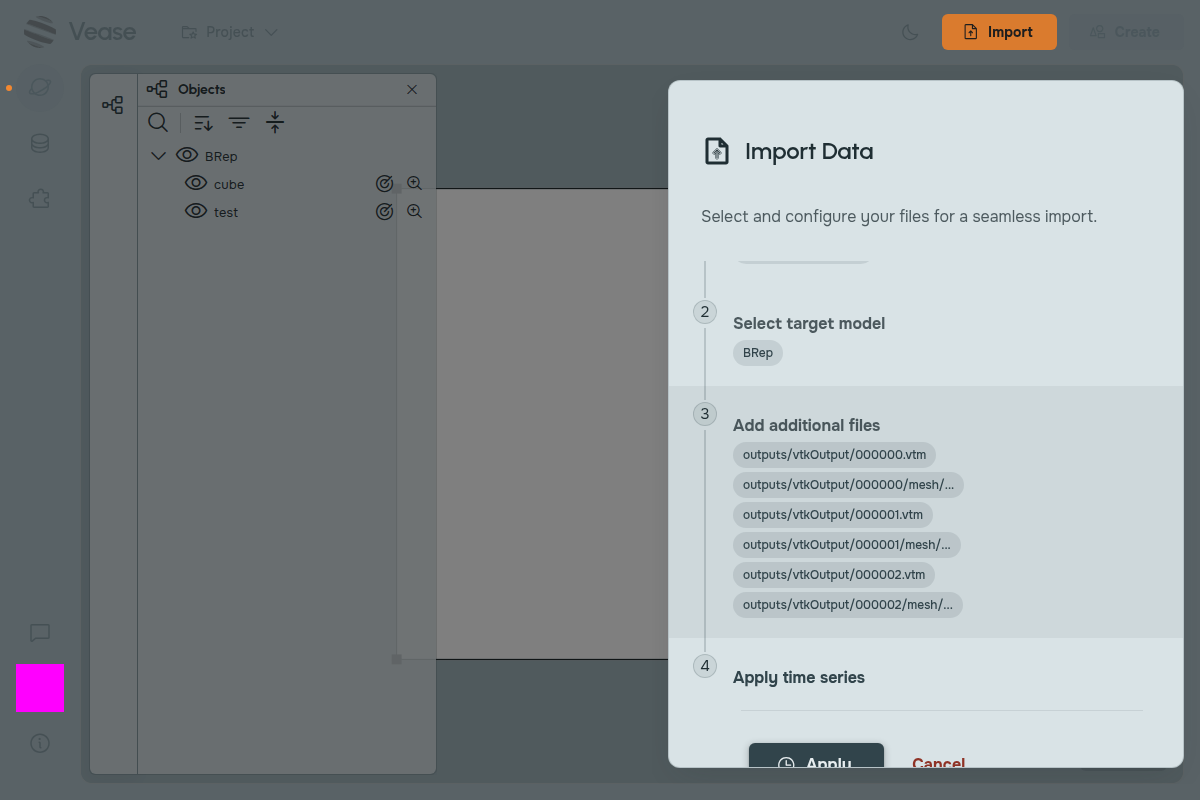 Vease
Project
Import
Create
Objects
BRep
cube
test
Import Data
Select and configure your files for a seamless import.
2
Select target model
BRep
3
Add additional files
outputs/vtkOutput/000000.vtm
outputs/vtkOutput/000000/mesh/...
outputs/vtkOutput/000001.vtm
outputs/vtkOutput/000001/mesh/...
outputs/vtkOutput/000002.vtm
outputs/vtkOutput/000002/mesh/...
4
Apply time series
Apply
Cancel